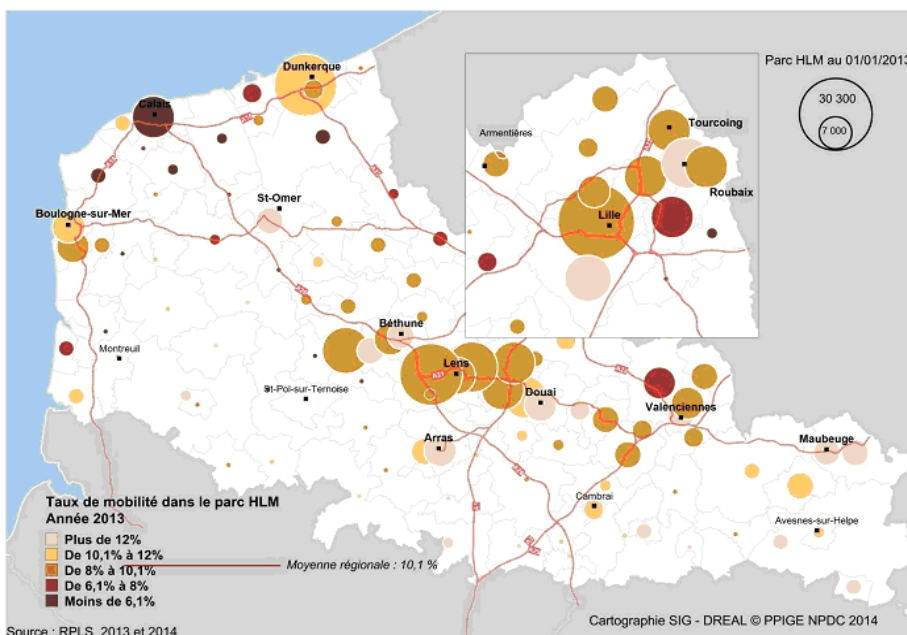 Parc HLM au 01/01/2013
30 300
7 000
Dunkerque
Calais
Tourcoing
Armentières
Roubaix
Lille
St-Omer
Boulogne-sur-Mer
Béthune
Montreuil
Lens
St-Pol-sur-Ternoise
Douai
Valenciennes
Arras
Maubeuge
Cambrai
Avesnes-sur-Helpe
Taux de mobilité dans le parc HLM
Année 2013
Plus de 12%
De 10,1% à 12%
De 8% à 10,1%
Moyenne régionale : 10,1 %
De 6,1% à 8%
Moins de 6,1%
Cartographie SIG - DREAL © PPIGE NPDC 2014
Source : RPLS, 2013 et 2014